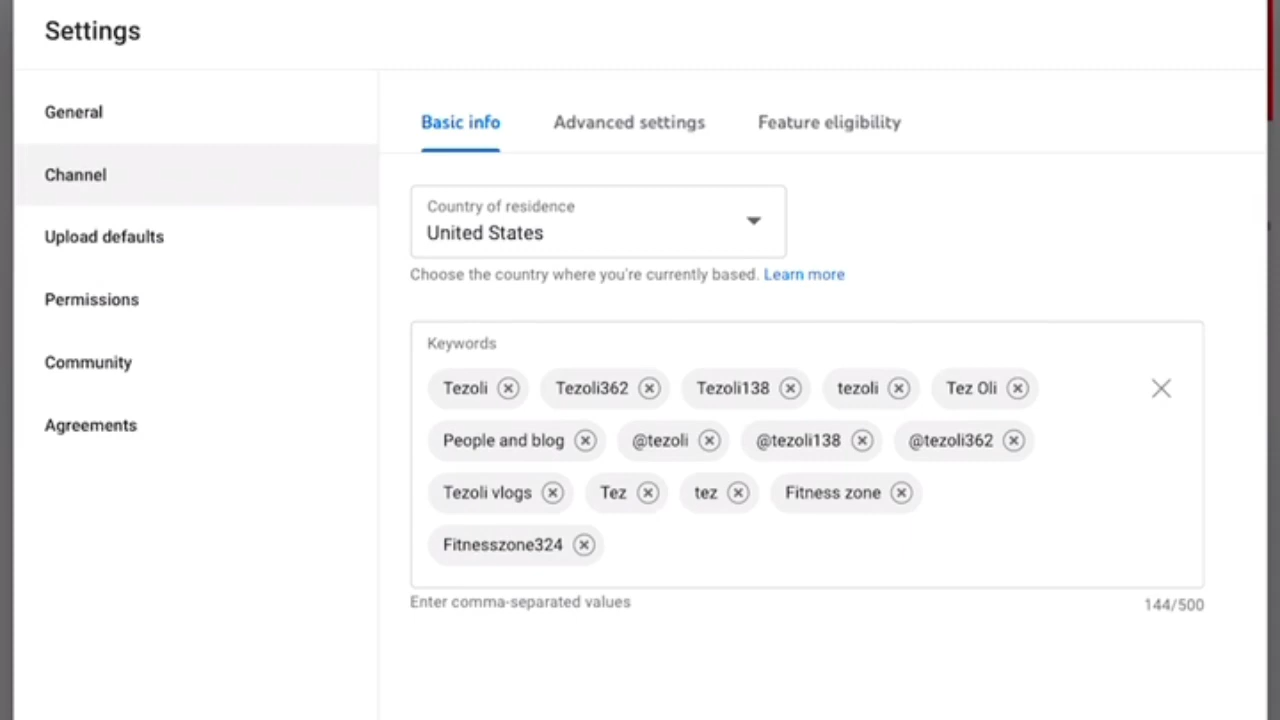 Settings
General
Channel
Upload defaults
Permissions
Community
Agreements
Basic info Advanced settings Feature eligibility
Country of residence
United States
Choose the country where you're currently based. Learn more
Keywords
Tezoli Tezoli362 Tezoli138 tezoli Tez Oli
People and blog @tezoli @tezoli138 @tezoli362
Tezoli vlogs Tez tez Fitness zone
Fitnesszone324
Enter comma-separated values 144/500